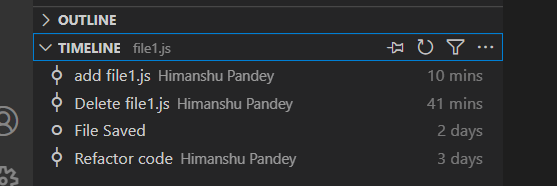 OUTLINE
TIMELINE file1.js
add file1.js Himanshu Pandey 10 mins
Delete file1.js Himanshu Pandey 41 mins
File Saved 2 days
Refactor code Himanshu Pandey 3 days